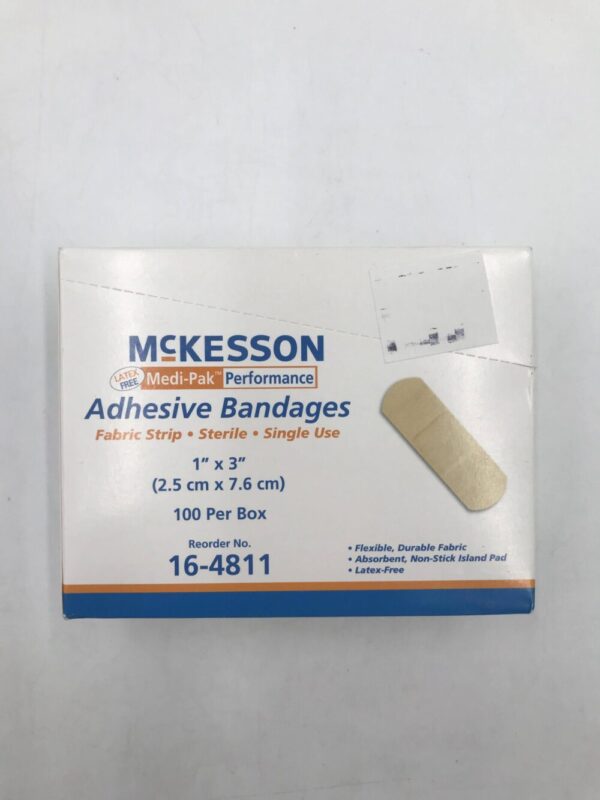 McKESSON
LATEX FREE
Medi-Pak™ Performance
Adhesive Bandages
Fabric Strip • Sterile • Single Use
1” x 3”
(2.5 cm x 7.6 cm)
100 Per Box
Reorder No.
16-4811
• Flexible, Durable Fabric
• Absorbent, Non-Stick Island Pad
• Latex-Free